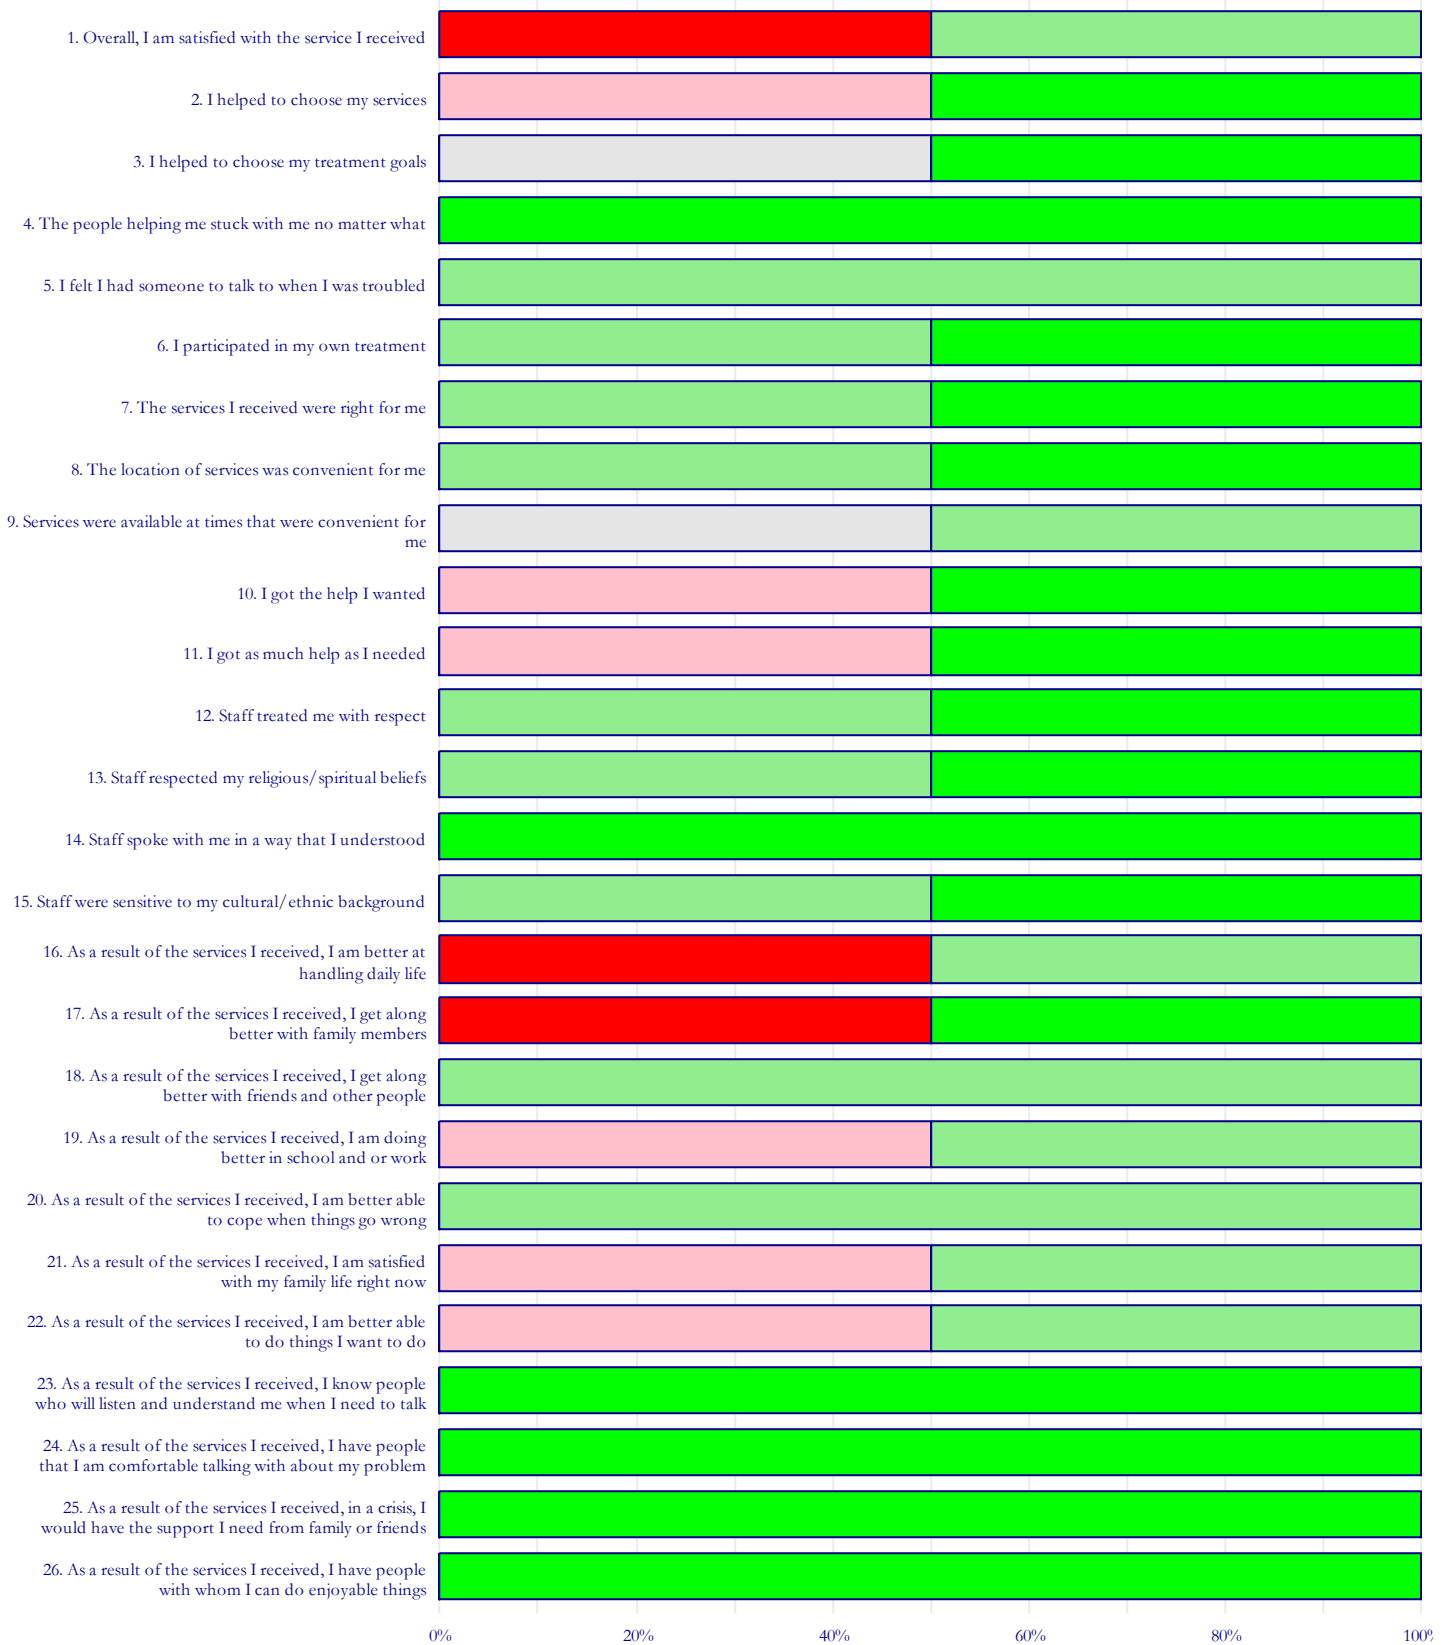 1. Overall, I am satisfied with the service I received
2. I helped to choose my services
3. I helped to choose my treatment goals
4. The people helping me stuck with me no matter what
5. I felt I had someone to talk to when I was troubled
6. I participated in my own treatment
7. The services I received were right for me
8. The location of services was convenient for me
9. Services were available at times that were convenient for
me
10. I got the help I wanted
11. I got as much help as I needed
12. Staff treated me with respect
13. Staff respected my religious/spiritual beliefs
14. Staff spoke with me in a way that I understood
15. Staff were sensitive to my cultural/ethnic background
16. As a result of the services I received, I am better at
handling daily life
17. As a result of the services I received, I get along
better with family members
18. As a result of the services I received, I get along
better with friends and other people
19. As a result of the services I received, I am doing
better in school and or work
20. As a result of the services I received, I am better able
to cope when things go wrong
21. As a result of the services I received, I am satisfied
with my family life right now
22. As a result of the services I received, I am better able
to do things I want to do
23. As a result of the services I received, I know people
who will listen and understand me when I need to talk
24. As a result of the services I received, I have people
that I am comfortable talking with about my problem
25. As a result of the services I received, in a crisis, I
would have the support I need from family or friends
26. As a result of the services I received, I have people
with whom I can do enjoyable things
0% 20% 40% 60% 80% 100%